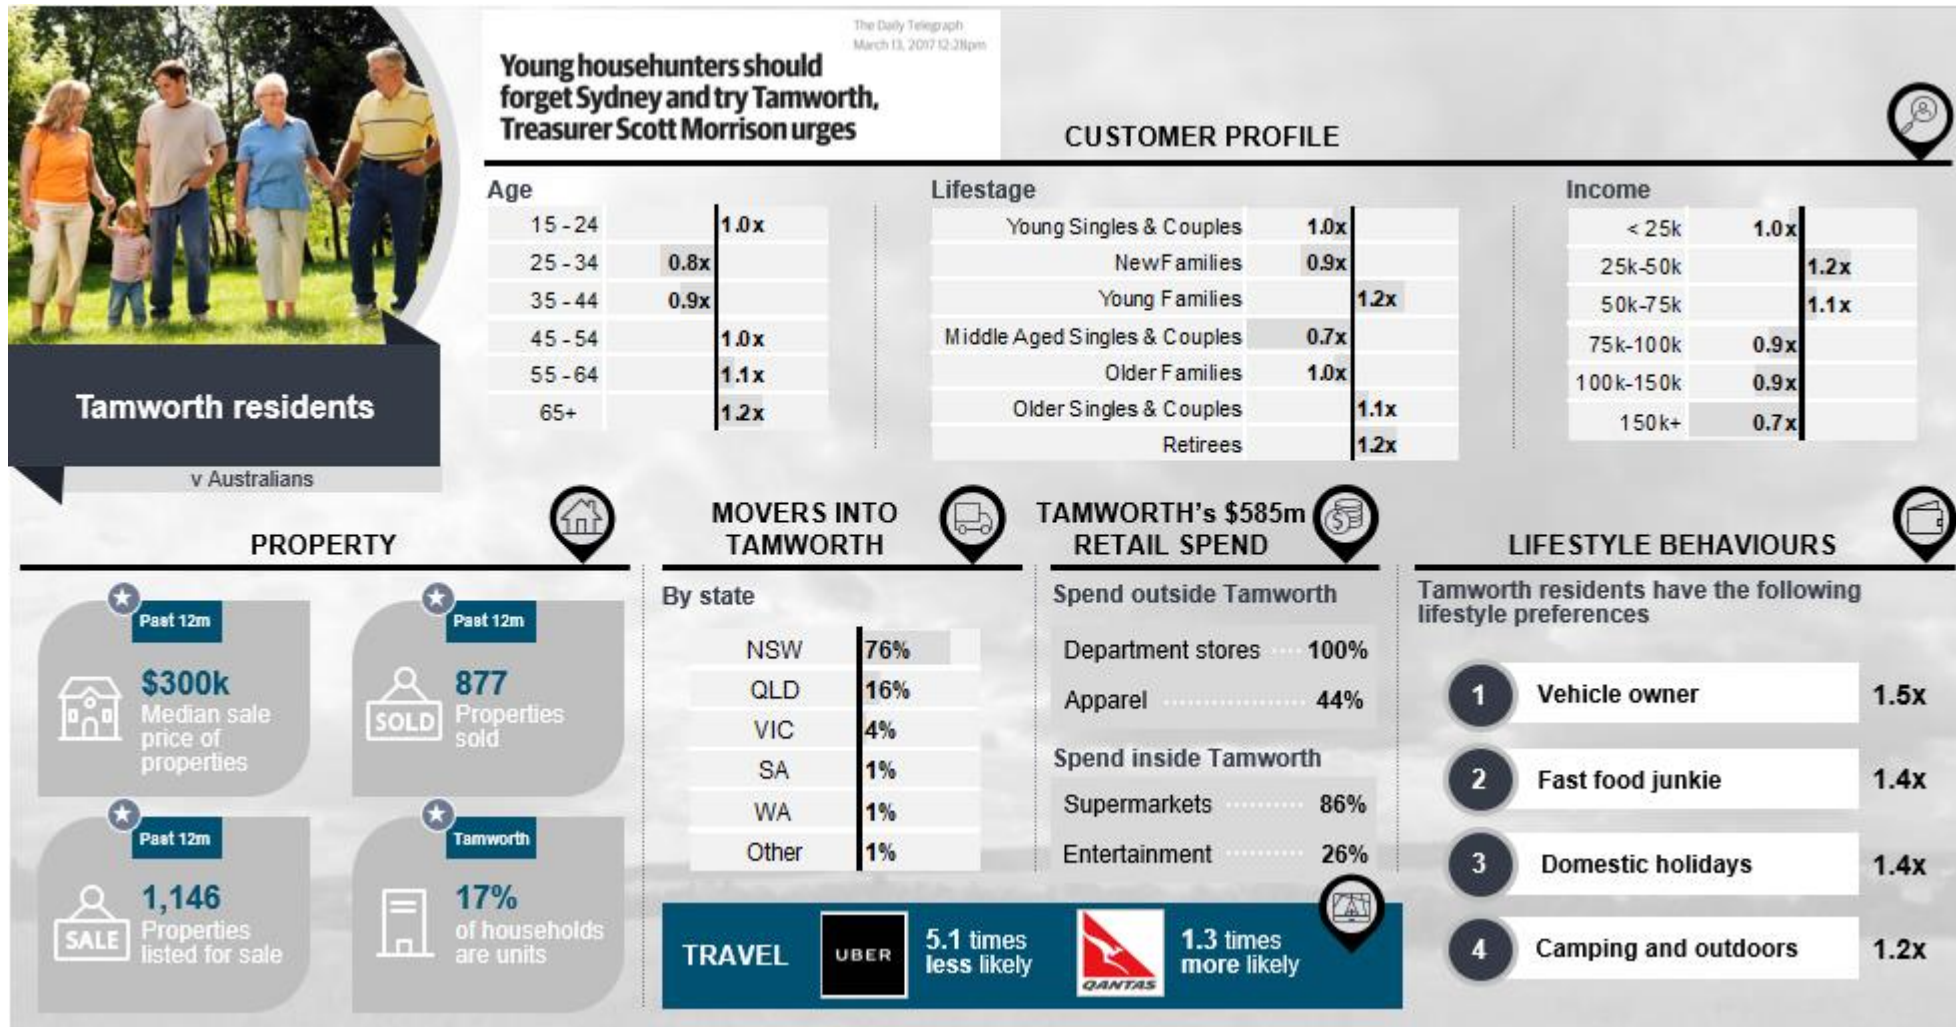 The Daily Telegraph
March 13, 2017 12:28pm
Young househunters should
forget Sydney and try Tamworth,
Treasurer Scott Morrison urges
CUSTOMER PROFILE
Tamworth residents
v Australians
Age
15 - 24 1.0x
25 - 34 0.8x
35 - 44 0.9x
45 - 54 1.0x
55 - 64 1.1x
65+ 1.2x
Lifestage
Young Singles & Couples 1.0x
New Families 0.9x
Young Families 1.2x
Middle Aged Singles & Couples 0.7x
Older Families 1.0x
Older Singles & Couples 1.1x
Retirees 1.2x
Income
< 25k 1.0x
25k-50k 1.2x
50k-75k 1.1x
75k-100k 0.9x
100k-150k 0.9x
150k+ 0.7x
PROPERTY
Past 12m
$300k
Median sale
price of
properties
Past 12m
SOLD
877
Properties
sold
Past 12m
SALE
1,146
Properties
listed for sale
Tamworth
17%
of households
are units
MOVERS INTO
TAMWORTH
By state
NSW 76%
QLD 16%
VIC 4%
SA 1%
WA 1%
Other 1%
TAMWORTH's $585m
RETAIL SPEND
Spend outside Tamworth
Department stores 100%
Apparel 44%
Spend inside Tamworth
Supermarkets 86%
Entertainment 26%
TRAVEL
UBER
5.1 times
less likely
QANTAS
1.3 times
more likely
LIFESTYLE BEHAVIOURS
Tamworth residents have the following
lifestyle preferences
1 Vehicle owner 1.5x
2 Fast food junkie 1.4x
3 Domestic holidays 1.4x
4 Camping and outdoors 1.2x